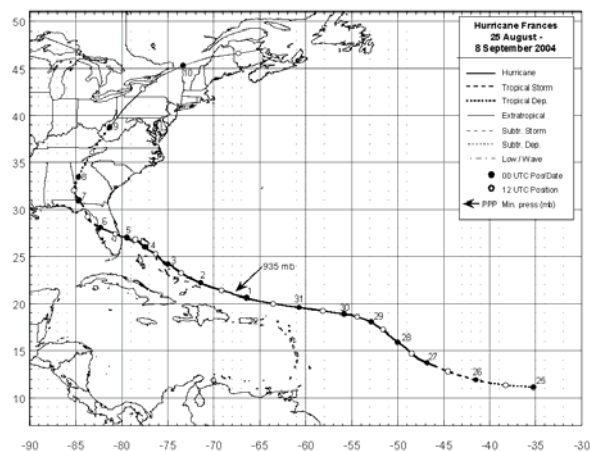 Hurricane Frances
25 August -
8 September 2004
Hurricane
Tropical Storm
Tropical Dep.
Extratropical
Subtr. Storm
Subtr. Dep.
Low / Wave
00 UTC Pos/Date
12 UTC Position
PPP Min. press (mb)
50
45
40
35
30
25
20
15
10
10
9
8
7
6
5
4
3
2
935 mb
1
31
30
29
28
27
26
25
-90 -85 -80 -75 -70 -65 -60 -55 -50 -45 -40 -35 -30